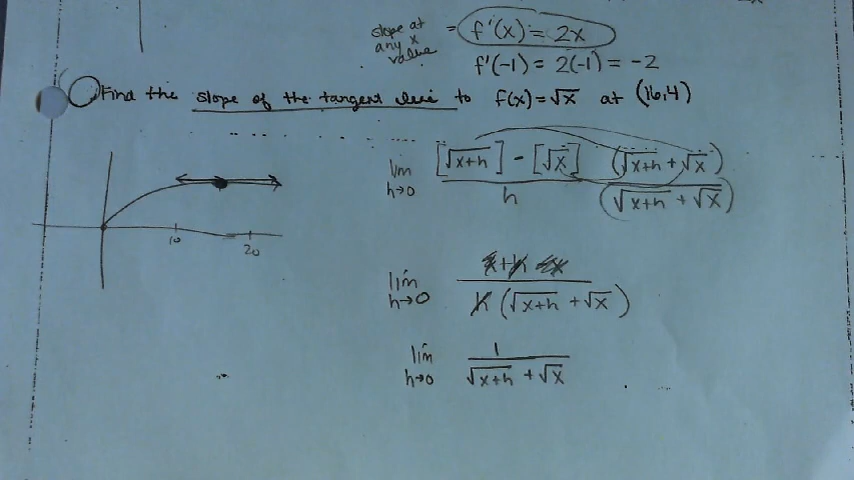 slope at any x value = f'(x) = 2x
f'(-1) = 2(-1) = -2
Find the slope of the tangent line to f(x) = √x at (16,4)
lim h→0 [√x+h] - [√x] (√x+h + √x) / h (√x+h + √x)
10 20
lim h→0 x+h-x / h (√x+h + √x)
lim h→0 1 / √x+h + √x